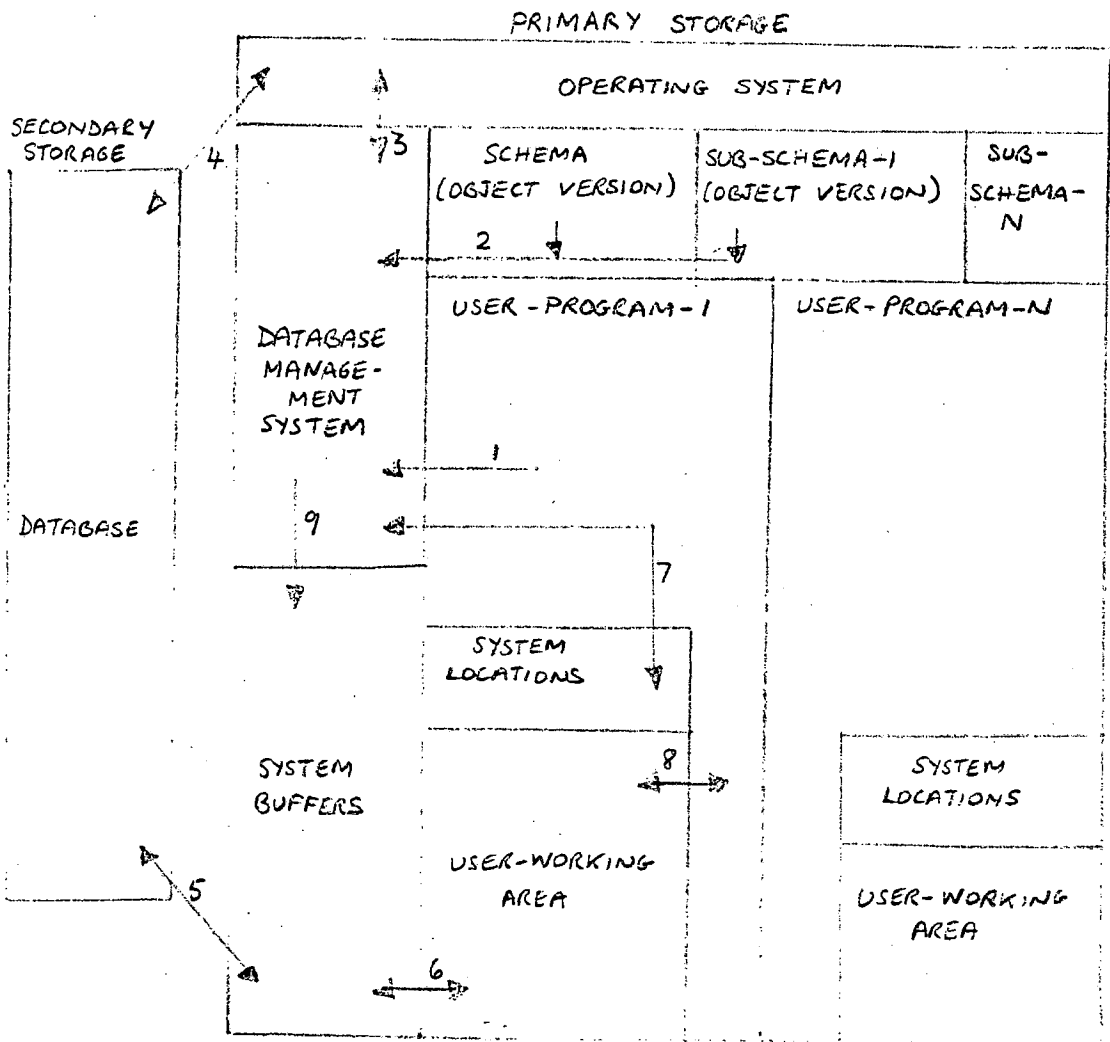 PRIMARY STORAGE
OPERATING SYSTEM
SECONDARY
STORAGE
4
3
SCHEMA
(OBJECT VERSION)
SUB-SCHEMA-1
(OBJECT VERSION)
SUB-
SCHEMA-
N
2
USER-PROGRAM-1
USER-PROGRAM-N
DATABASE
MANAGE-
MENT
SYSTEM
1
DATABASE
9
7
SYSTEM
LOCATIONS
SYSTEM
BUFFERS
8
SYSTEM
LOCATIONS
USER-WORKING
AREA
5
USER-WORKING
AREA
6